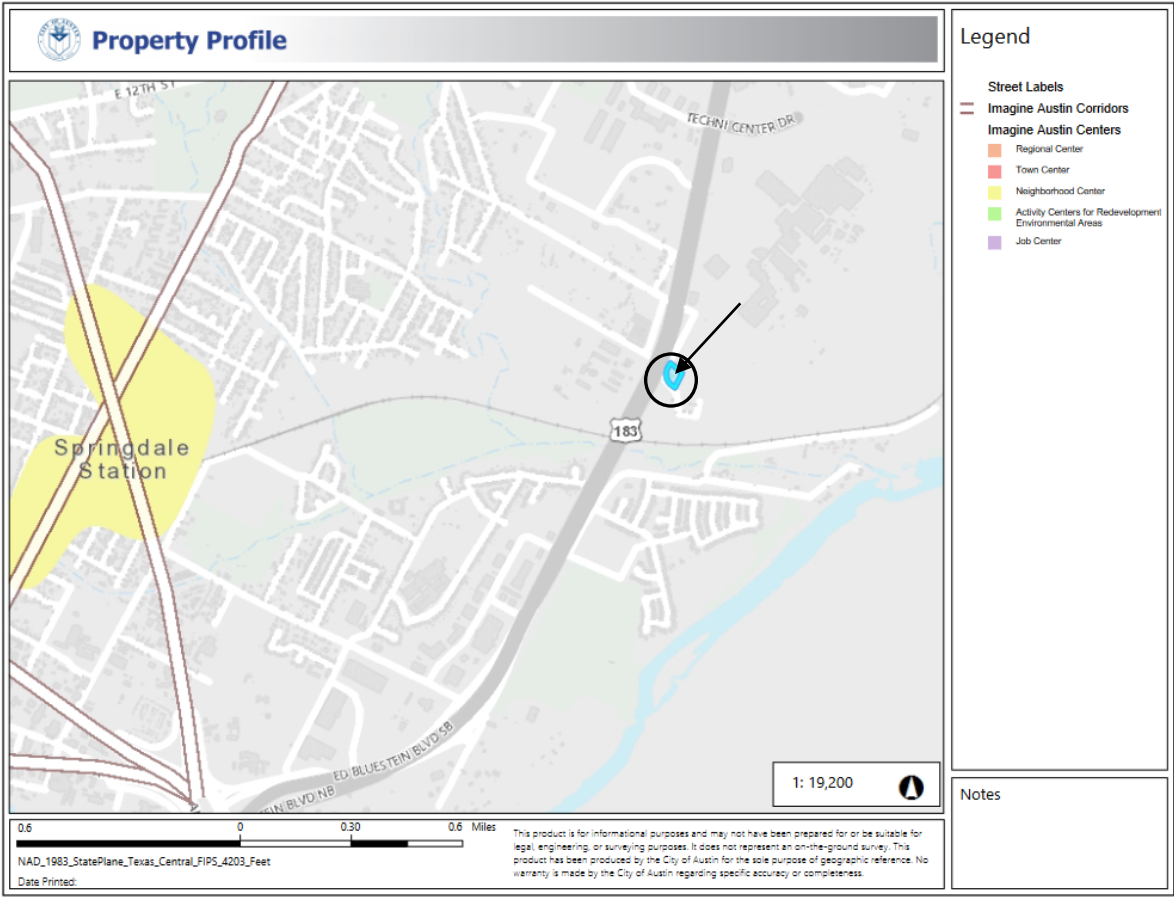 CITY OF AUSTIN
Property Profile
Legend
Street Labels
Imagine Austin Corridors
Imagine Austin Centers
Regional Center
Town Center
Neighborhood Center
Activity Centers for Redevelopment
Environmental Areas
Job Center
E 12TH ST
TECHNI CENTER DR
Springdale
Station
183
ED BLUESTEIN BLVD SB
BLVD NB
1: 19,200
Notes
0.6 0 0.30 0.6 Miles
NAD_1983_StatePlane_Texas_Central_FIPS_4203_Feet
Date Printed:
This product is for informational purposes and may not have been prepared for or be suitable for
legal, engineering, or surveying purposes. It does not represent an on-the-ground survey. This
product has been produced by the City of Austin for the sole purpose of geographic reference. No
warranty is made by the City of Austin regarding specific accuracy or completeness.